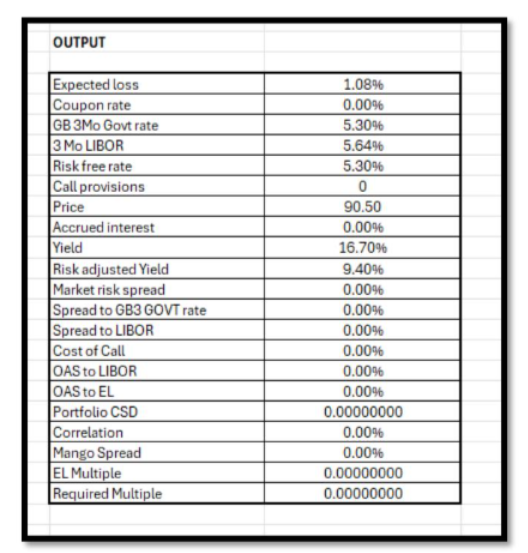 OUTPUT
Expected loss 1.08%
Coupon rate 0.00%
GB 3Mo Govt rate 5.30%
3 Mo LIBOR 5.64%
Risk free rate 5.30%
Call provisions 0
Price 90.50
Accrued interest 0.00%
Yield 16.70%
Risk adjusted Yield 9.40%
Market risk spread 0.00%
Spread to GB3 GOVT rate 0.00%
Spread to LIBOR 0.00%
Cost of Call 0.00%
OAS to LIBOR 0.00%
OAS to EL 0.00%
Portfolio CSD 0.00000000
Correlation 0.00%
Mango Spread 0.00%
EL Multiple 0.00000000
Required Multiple 0.00000000